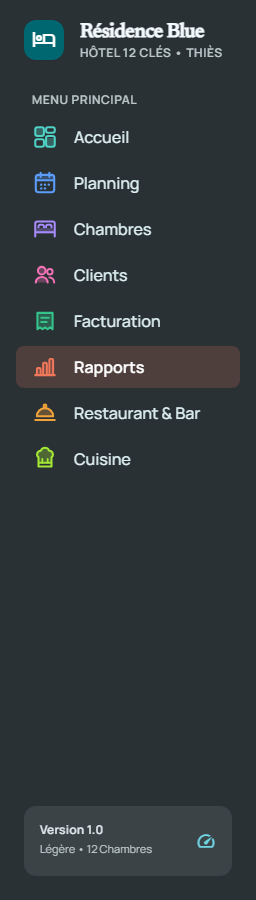 Résidence Blue
HÔTEL 12 CLÉS • THIÈS
MENU PRINCIPAL
Accueil
Planning
Chambres
Clients
Facturation
Rapports
Restaurant & Bar
Cuisine
Version 1.0
Légère • 12 Chambres